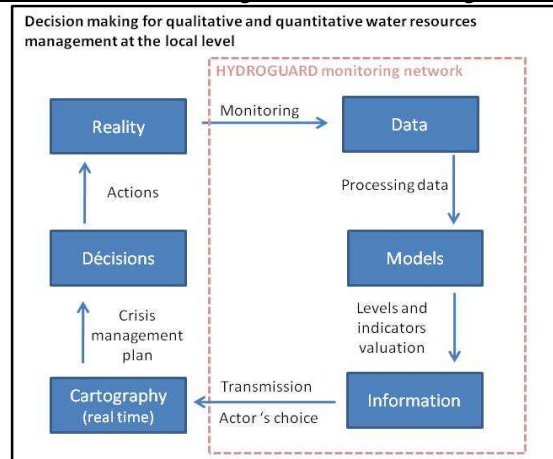 Decision making for qualitative and quantitative water resources
management at the local level
HYDROGUARD monitoring network
Reality
Monitoring
Data
Actions
Processing data
Décisions
Models
Crisis
management
plan
Levels and
indicators
valuation
Cartography
(real time)
Transmission
Actor's choice
Information